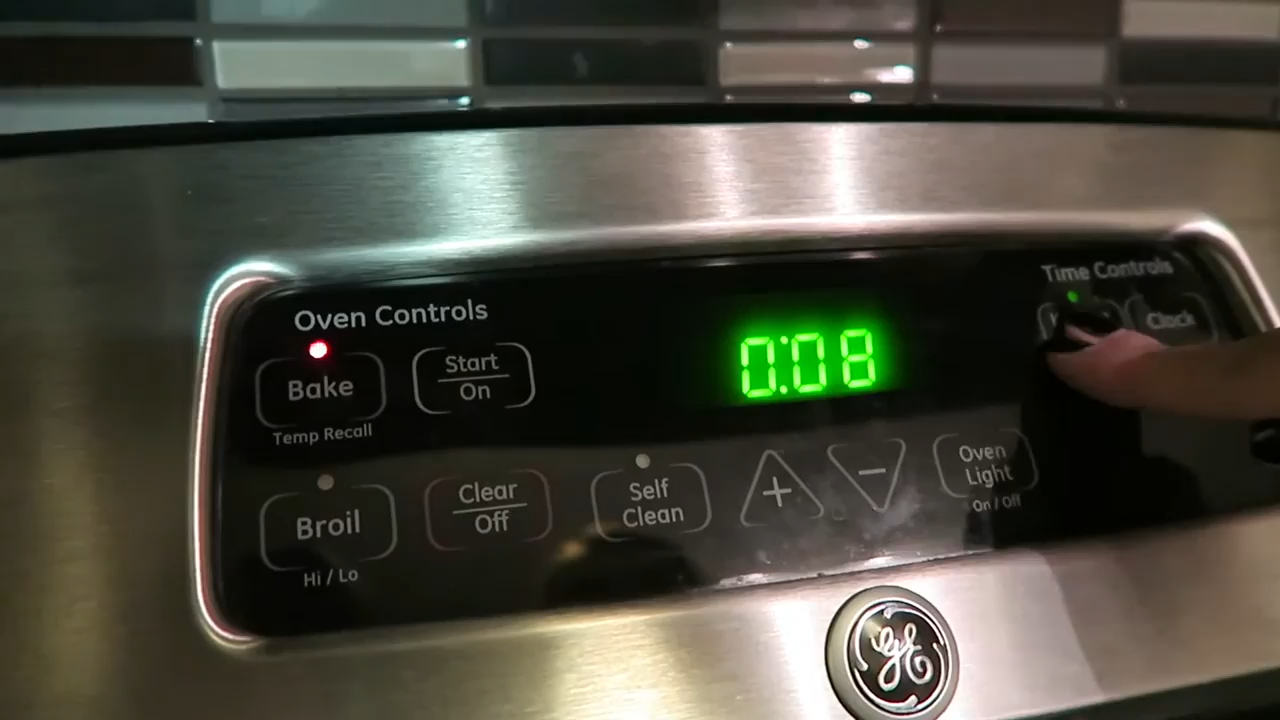 Oven Controls
Time Controls
Bake
Start
On
0:08
Clock
Temp Recall
Broil
Clear
Off
Self
Clean
+
−
Oven
Light
On / Off
Hi / Lo
GE